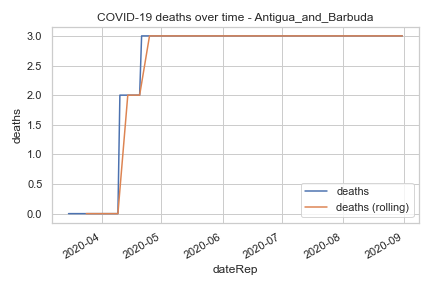 COVID-19 deaths over time - Antigua_and_Barbuda
3.0
2.5
2.0
1.5
1.0
0.5
0.0
deaths
deaths
deaths (rolling)
2020-04
2020-05
2020-06
2020-07
2020-08
2020-09
dateRep